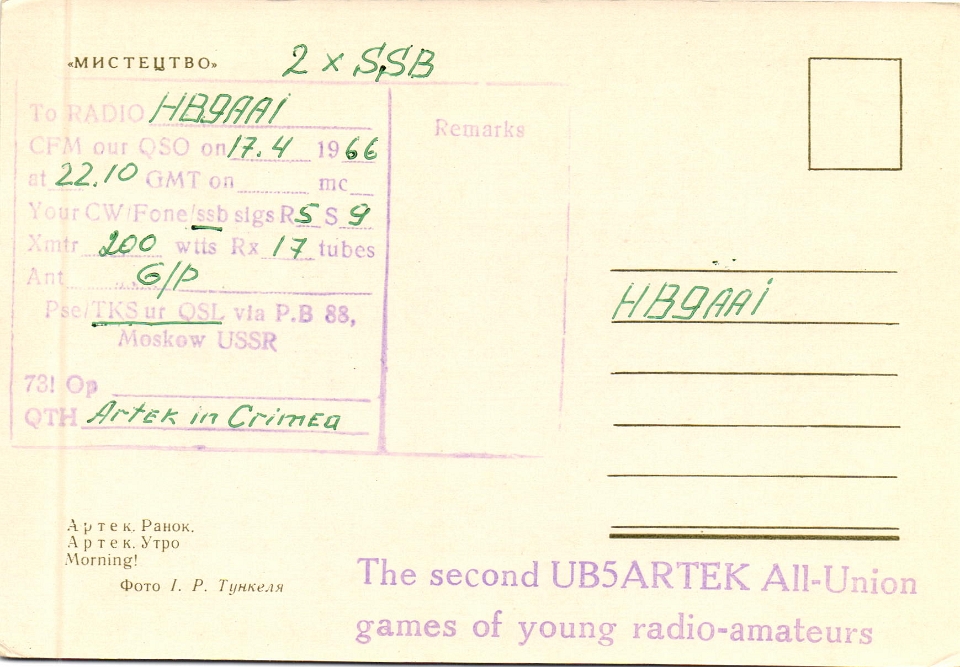 «МИСТЕЦТВО» 2 x SSB
To RADIO HB9AAI
CFM our QSO on 17.4 1966
at 22.10 GMT on mc
Your CW/Fone/ssb sigs R5 S 9
Xmtr 200 wtts Rx 17 tubes
Ant G/P
Pse/TKS ur QSL via P.B 88,
Moskow USSR
73! Op
QTH Artek in Crimea
Remarks
HB9AAI
Артек. Ранок.
Артек. Утро
Morning!
Фото І. Р. Тункеля
The second UB5ARTEK All-Union
games of young radio-amateurs